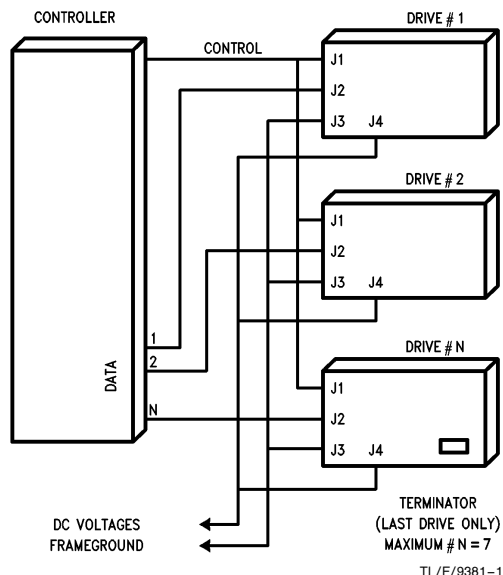 CONTROLLER
DRIVE # 1
CONTROL
J1
J2
J3 J4
DRIVE # 2
J1
J2
J3 J4
DRIVE # N
J1
J2
J3 J4
DATA
1
2
N
DC VOLTAGES
FRAMEGROUND
TERMINATOR
(LAST DRIVE ONLY)
MAXIMUM # N = 7
TL/F/9381-1